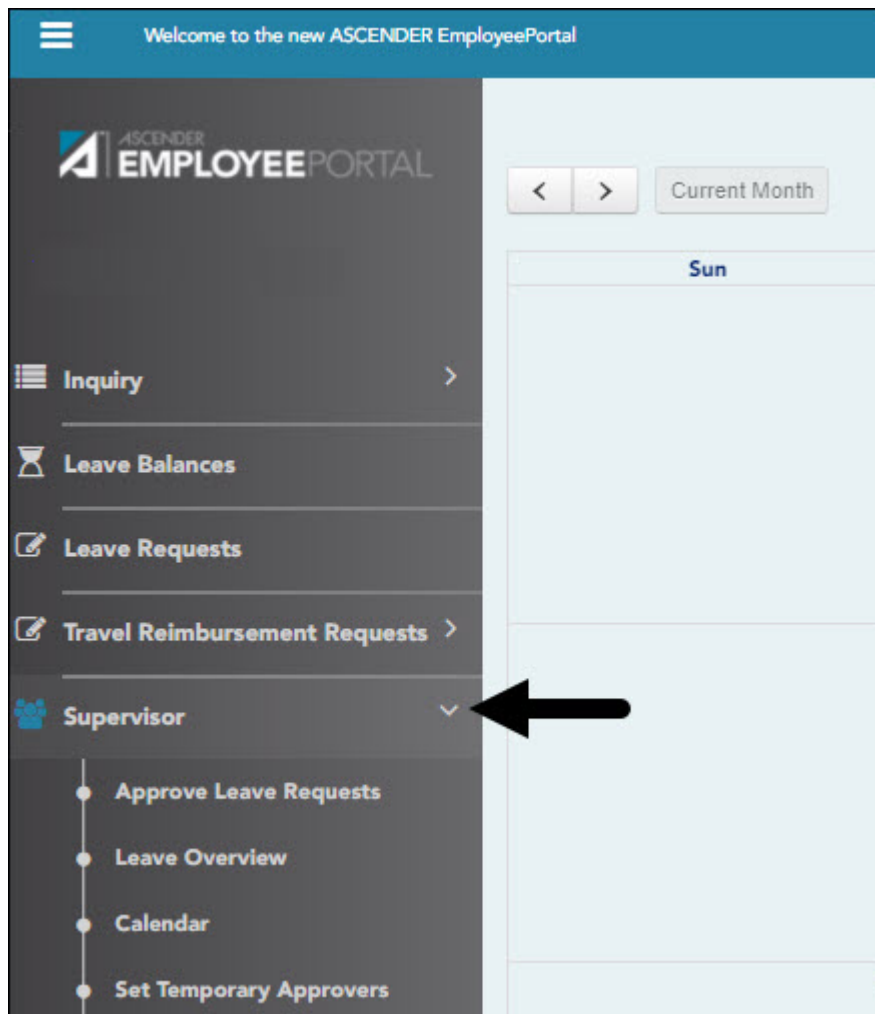 Welcome to the new ASCENDER EmployeePortal
ASCENDER
EMPLOYEEPORTAL
Current Month
Sun
Inquiry
Leave Balances
Leave Requests
Travel Reimbursement Requests
Supervisor
Approve Leave Requests
Leave Overview
Calendar
Set Temporary Approvers